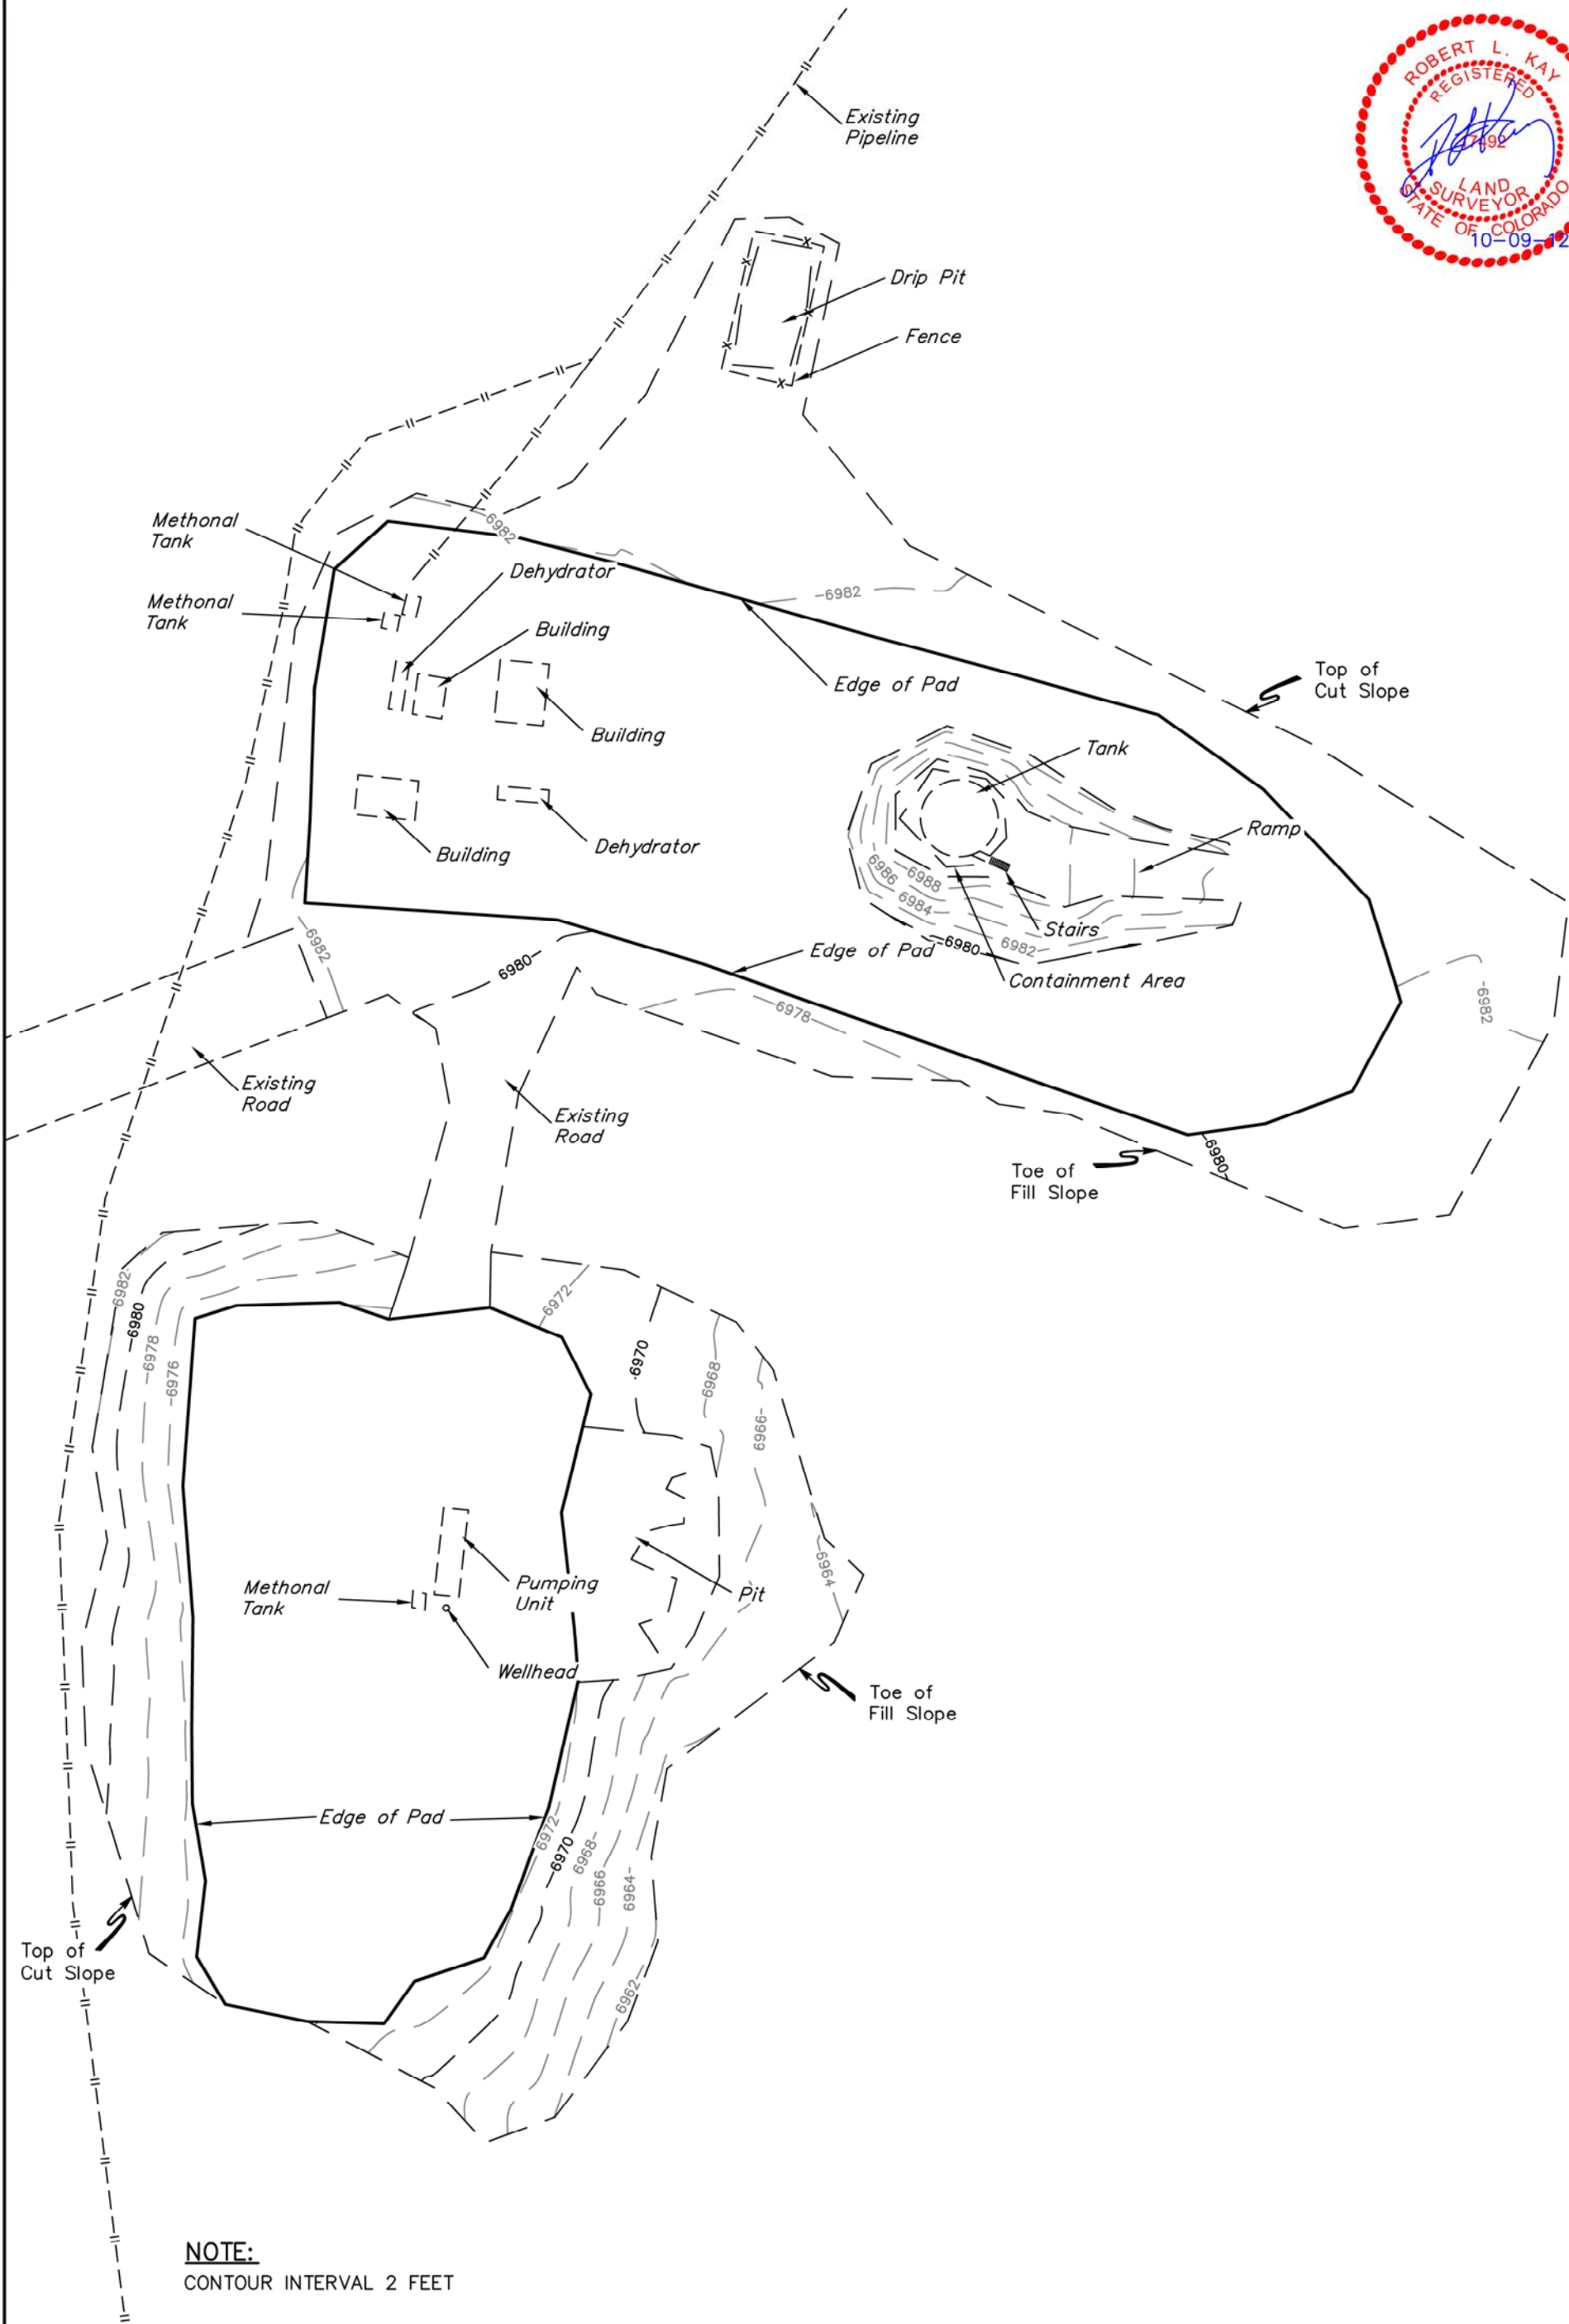 ROBERT L. KAY
REGISTERED
LAND
SURVEYOR
STATE OF COLORADO
10-09-12
Existing
Pipeline
Drip Pit
Fence
Methonal
Tank
6982
Dehydrator
Methonal
Tank
-6982
Building
Edge of Pad
Top of
Cut Slope
Building
Tank
Building
Dehydrator
Ramp
6986
6988
6984
Stairs
6982
6980
6982
6980
Edge of Pad
Containment Area
6978
-6982
Existing
Road
Existing
Road
Toe of
Fill Slope
6980
6982
6980
6978
6976
6972
6970
6968
6966
6964
Methonal
Tank
Pumping
Unit
Pit
Wellhead
Toe of
Fill Slope
Edge of Pad
6972
6970
6968
6966
6964
6962
Top of
Cut Slope
NOTE:
CONTOUR INTERVAL 2 FEET